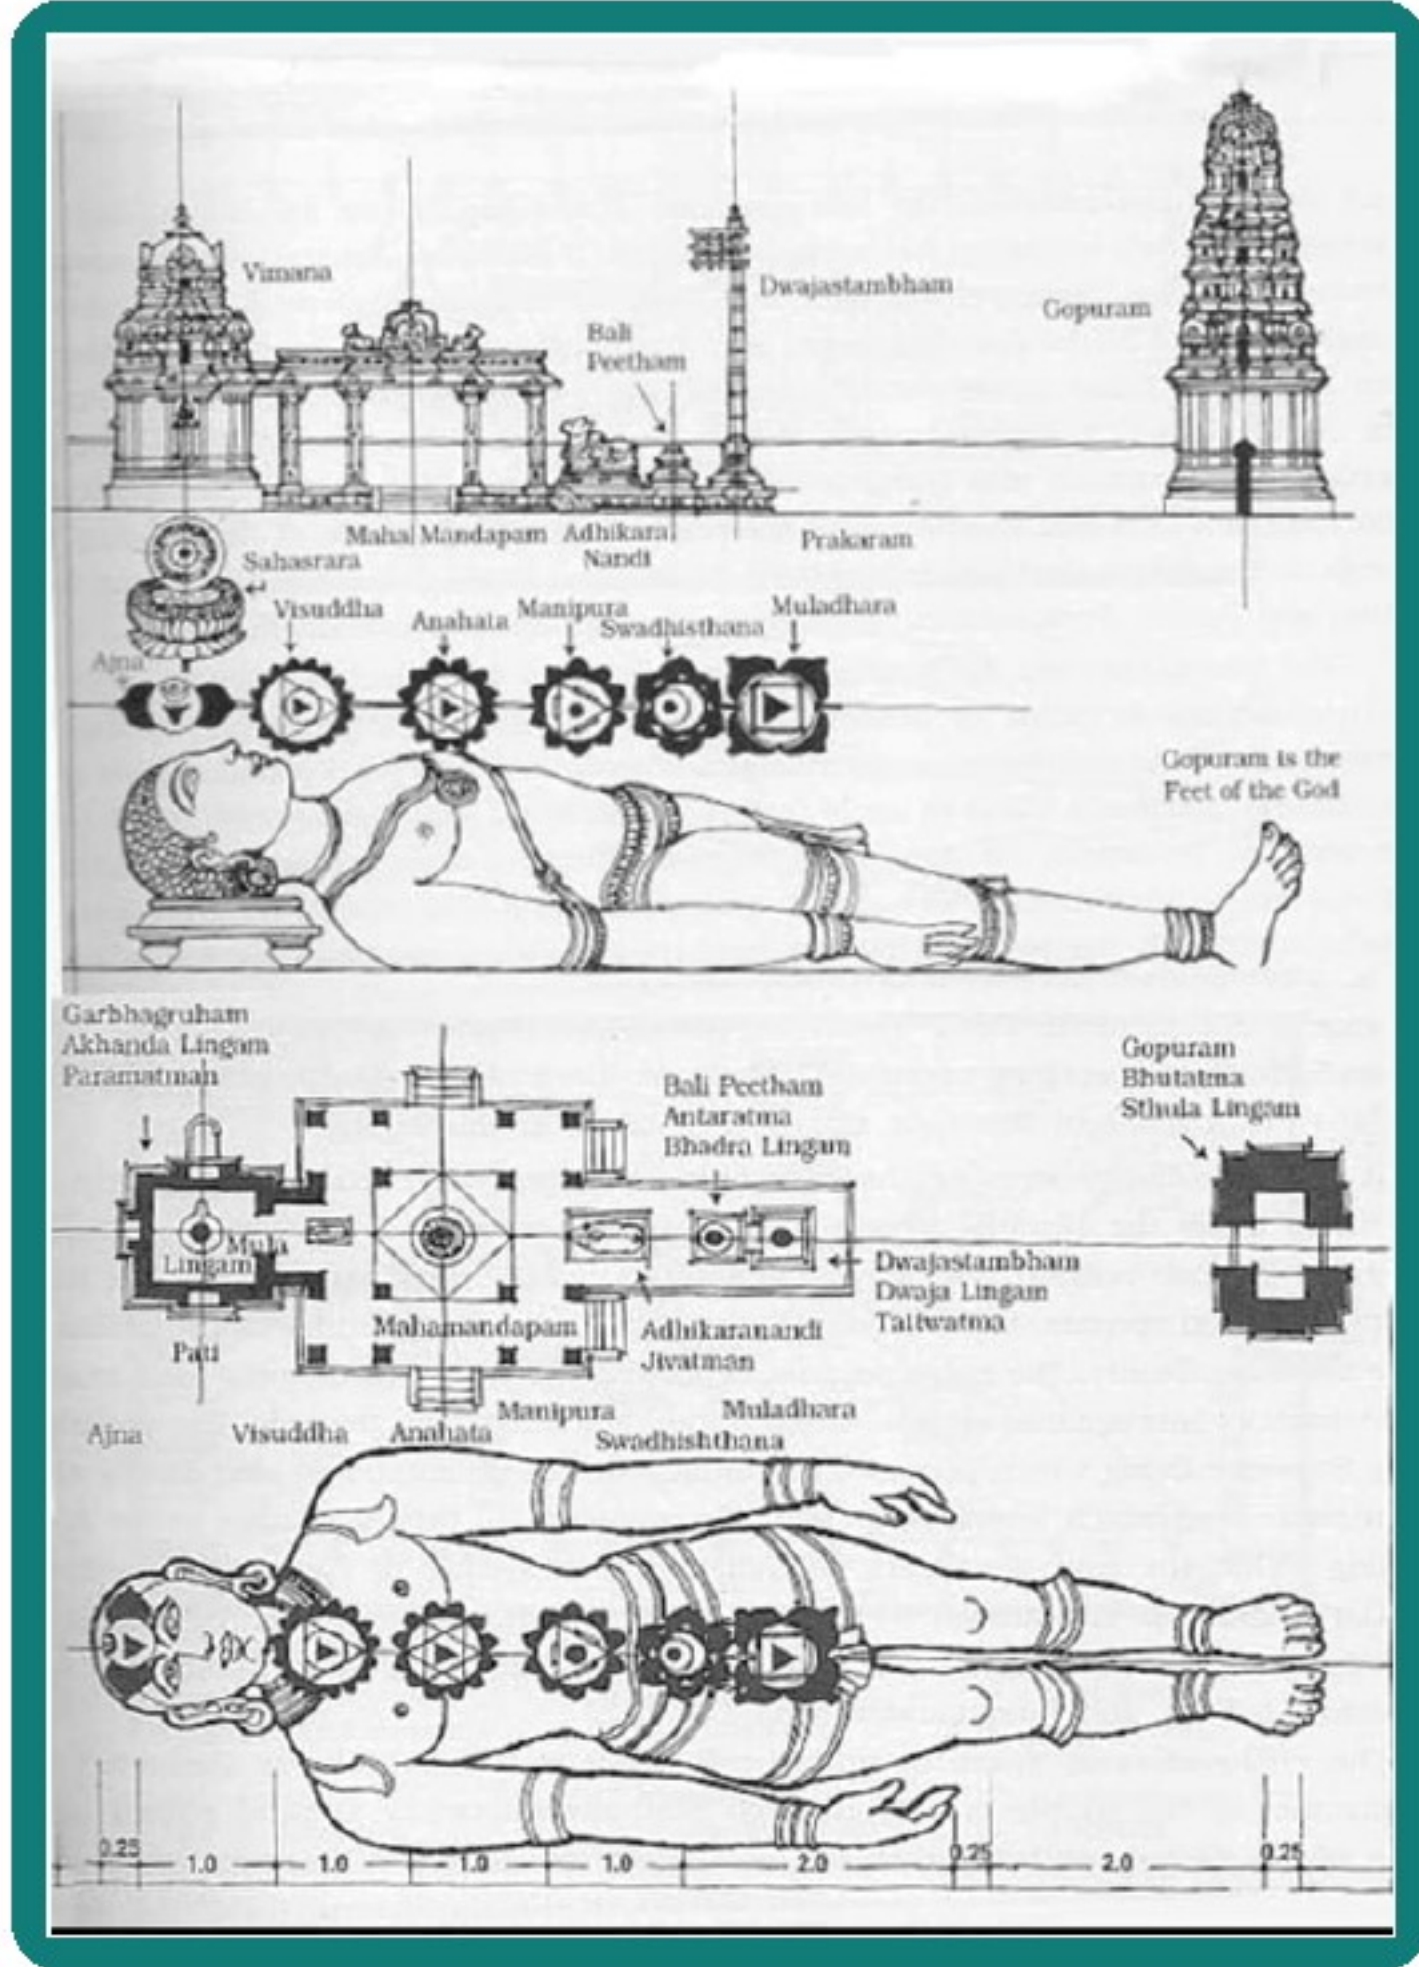 Vimana
Dwajastambham
Gopuram
Bali
Peetham
Maha Mandapam
Adhikara
Nandi
Prakaram
Sahasrara
Visuddha
Anahata
Manipura
Swadhisthana
Muladhara
Ajna
Gopuram is the
Feet of the God
Garbhagruham
Akhanda Lingam
Paramatman
Gopuram
Bhutatma
Sthula Lingam
Bali Peetham
Antaratma
Bhadra Lingam
Mula
Lingam
Dwajastambham
Dwaja Lingam
Tatwatma
Mahamandapam
Adhikaranandi
Jivatman
Pati
Ajna
Visuddha
Anahata
Manipura
Swadhishthana
Muladhara
0.25 1.0 1.0 1.0 1.0 2.0 0.25 2.0 0.25